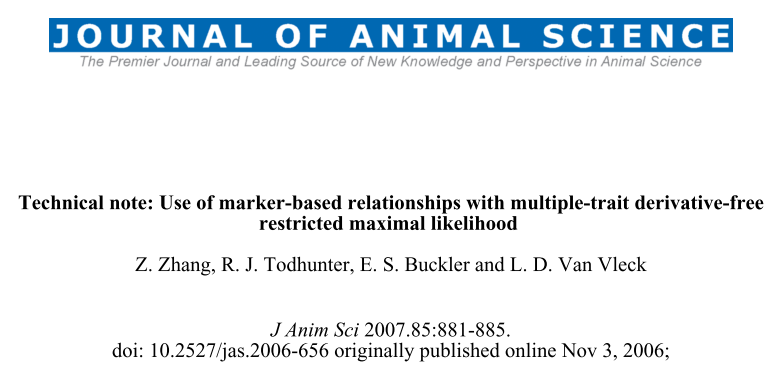 JOURNAL OF ANIMAL SCIENCE
The Premier Journal and Leading Source of New Knowledge and Perspective in Animal Science
Technical note: Use of marker-based relationships with multiple-trait derivative-free
restricted maximal likelihood
Z. Zhang, R. J. Todhunter, E. S. Buckler and L. D. Van Vleck
J Anim Sci 2007.85:881-885.
doi: 10.2527/jas.2006-656 originally published online Nov 3, 2006;